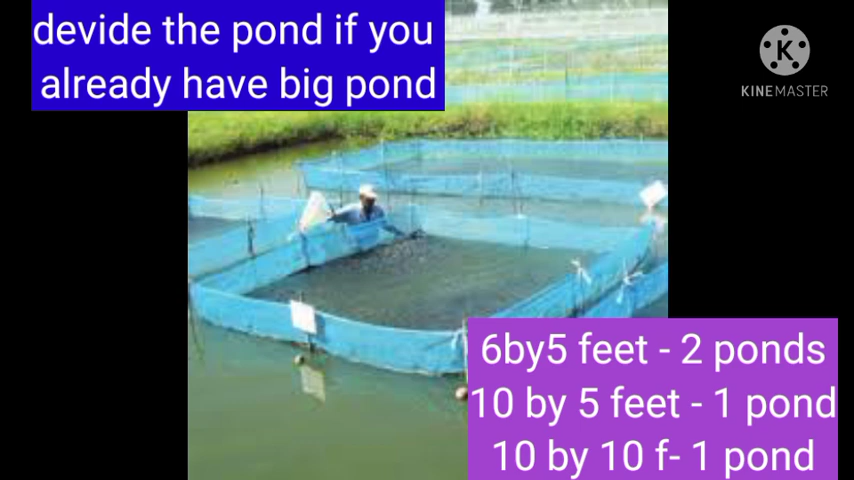 devide the pond if you
already have big pond
KINEMASTER
6by5 feet - 2 ponds
10 by 5 feet - 1 pond
10 by 10 f- 1 pond